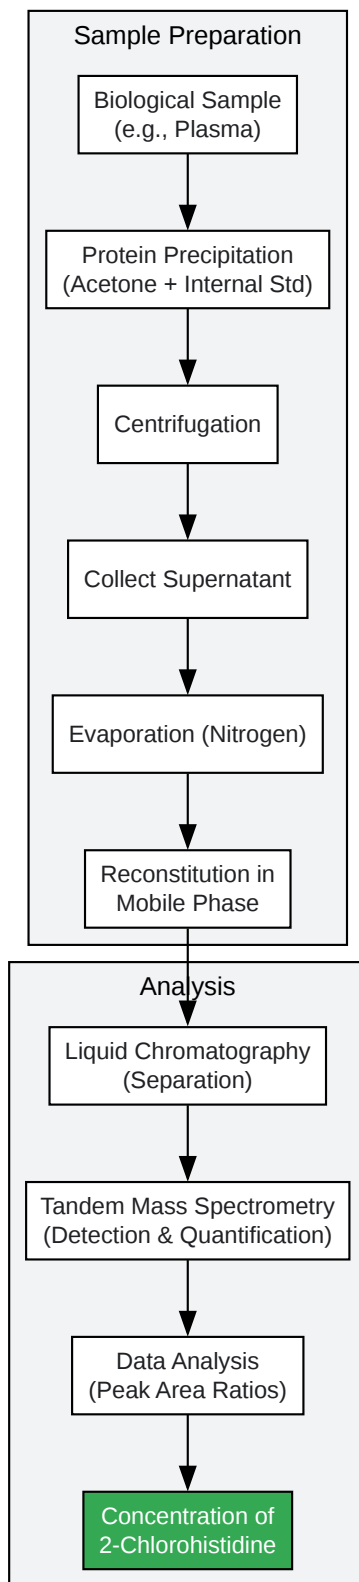 Sample Preparation
Biological Sample
(e.g., Plasma)
Protein Precipitation
(Acetone + Internal Std)
Centrifugation
Collect Supernatant
Evaporation (Nitrogen)
Reconstitution in
Mobile Phase
Analysis
Liquid Chromatography
(Separation)
Tandem Mass Spectrometry
(Detection & Quantification)
Data Analysis
(Peak Area Ratios)
Concentration of
2-Chlorohistidine